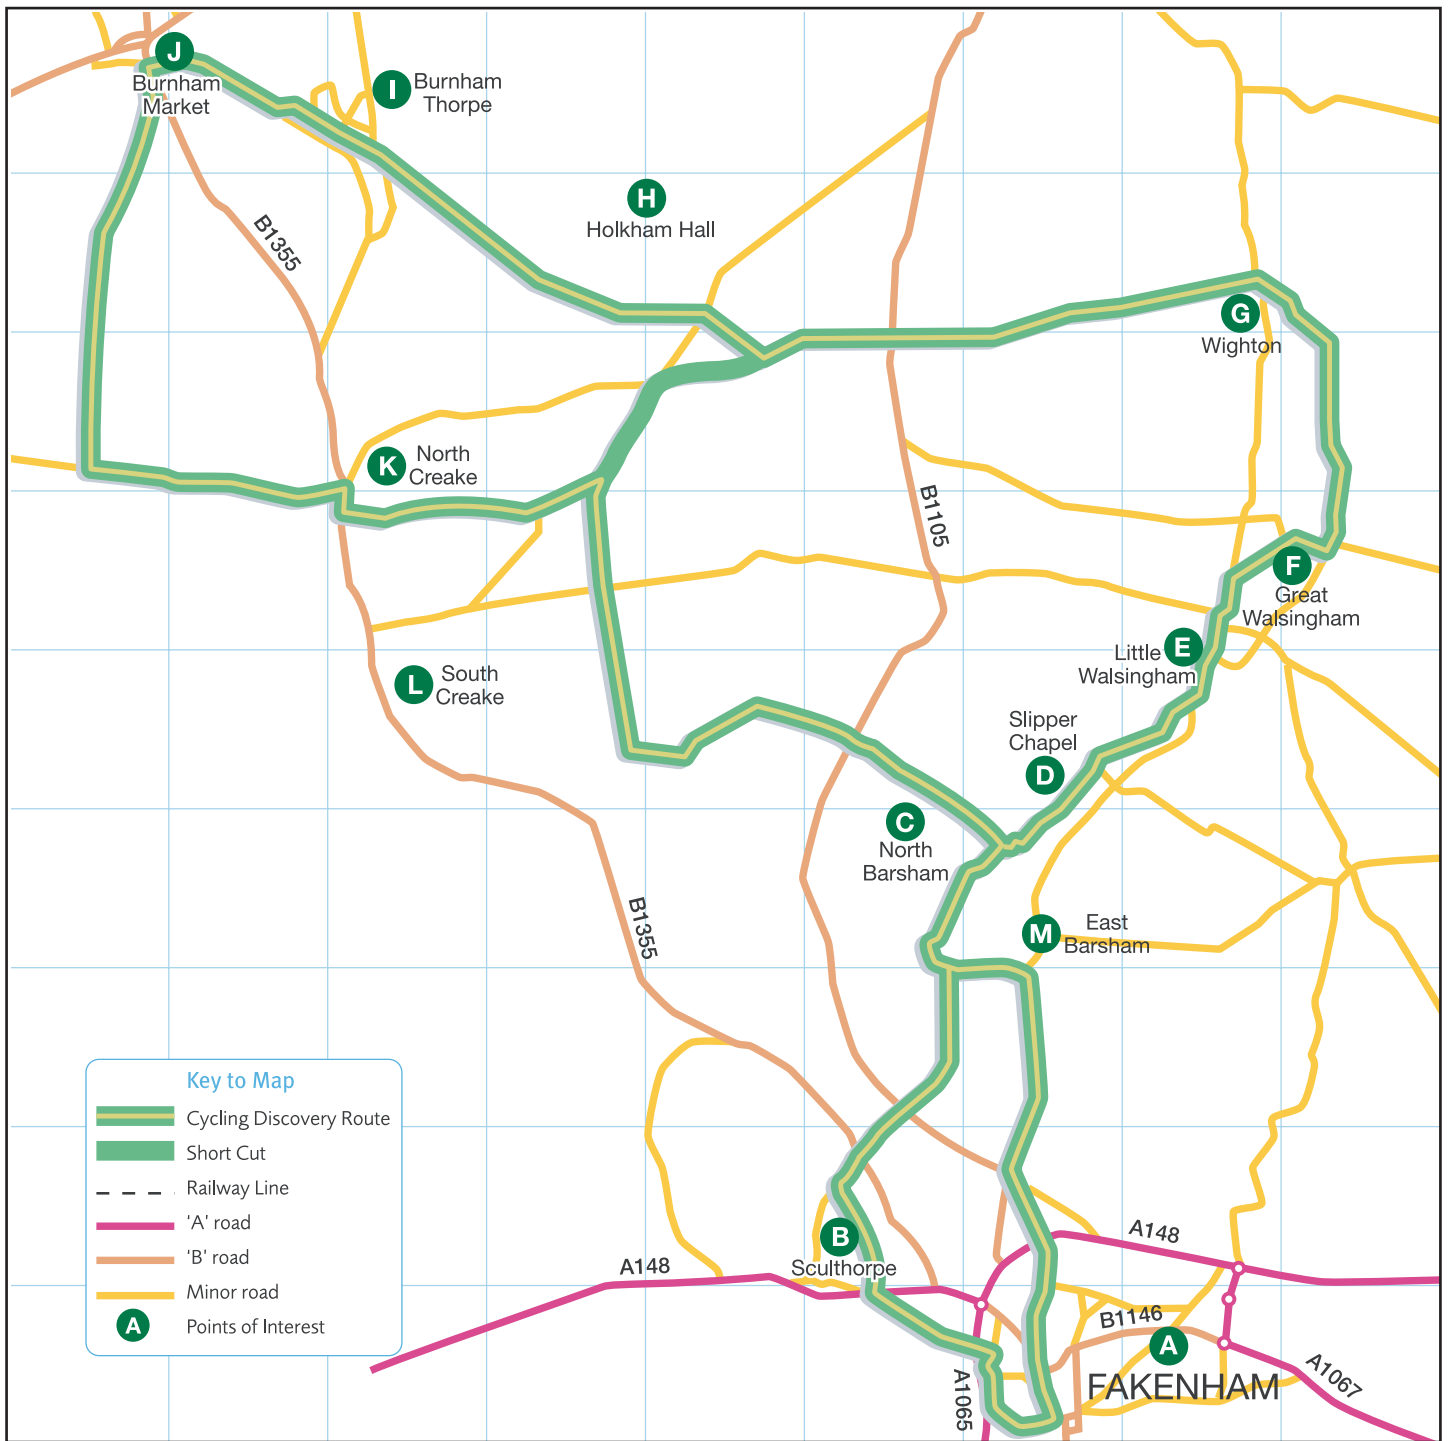 J
Burnham
Market
I
Burnham
Thorpe
H
Holkham Hall
B1355
G
Wighton
K
North
Creake
B1105
F
Great
Walsingham
E
Little
Walsingham
L
South
Creake
Slipper
Chapel
D
C
North
Barsham
B1355
M
East
Barsham
Key to Map
Cycling Discovery Route
Short Cut
Railway Line
'A' road
'B' road
Minor road
A
Points of Interest
B
Sculthorpe
A148
A148
B1146
A
FAKENHAM
A1065
A1067